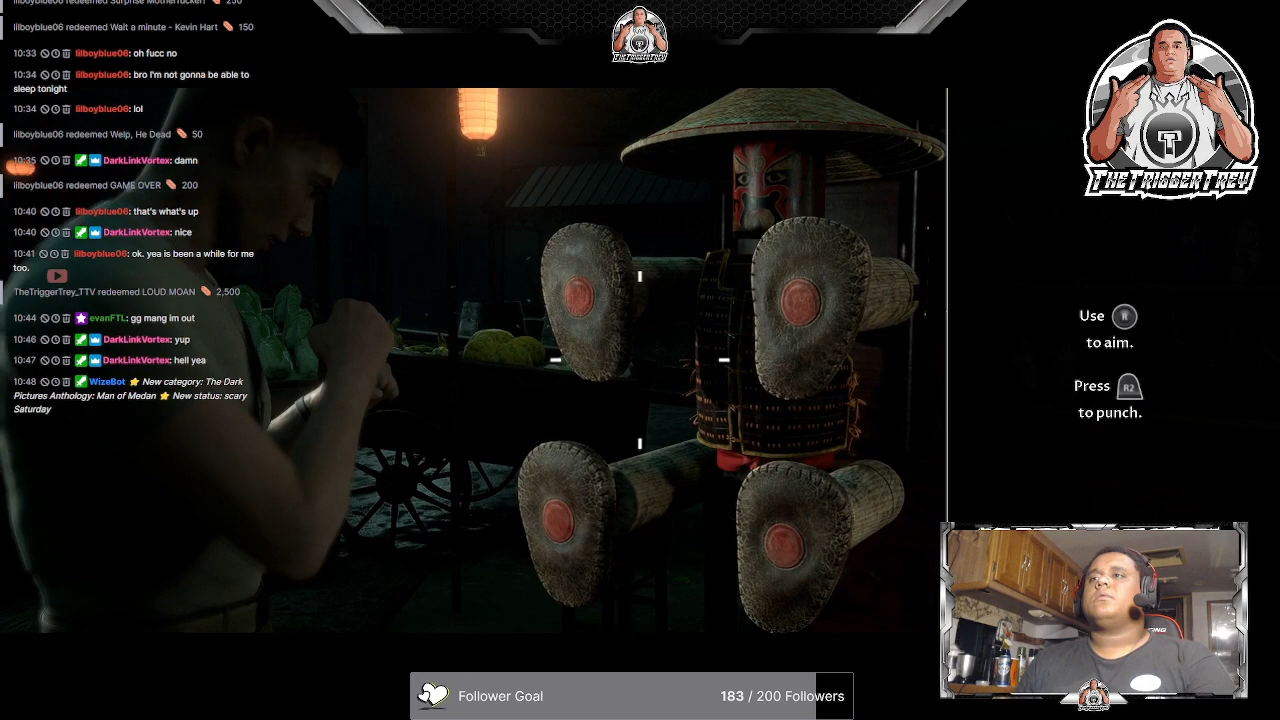 lilboyblue06 redeemed Surprise Motherfucker! 250
lilboyblue06 redeemed Wait a minute - Kevin Hart 150
10:33 lilboyblue06: oh fucc no
10:34 lilboyblue06: bro I'm not gonna be able to
sleep tonight
10:34 lilboyblue06: lol
lilboyblue06 redeemed Welp, He Dead 50
10:35 DarkLinkVortex: damn
lilboyblue06 redeemed GAME OVER 200
10:40 lilboyblue06: that's what's up
10:40 DarkLinkVortex: nice
10:41 lilboyblue06: ok. yea is been a while for me
too.
TheTriggerTrey_TTV redeemed LOUD MOAN 2,500
10:44 evanFTL: gg mang im out
10:46 DarkLinkVortex: yup
10:47 DarkLinkVortex: hell yea
10:48 WizeBot: New category: The Dark
Pictures Anthology: Man of Medan New status: scary
Saturday
THETRIGGERTREY
T
THETRIGGERTREY
Use R
to aim.
Press R2
to punch.
Follower Goal 183 / 200 Followers